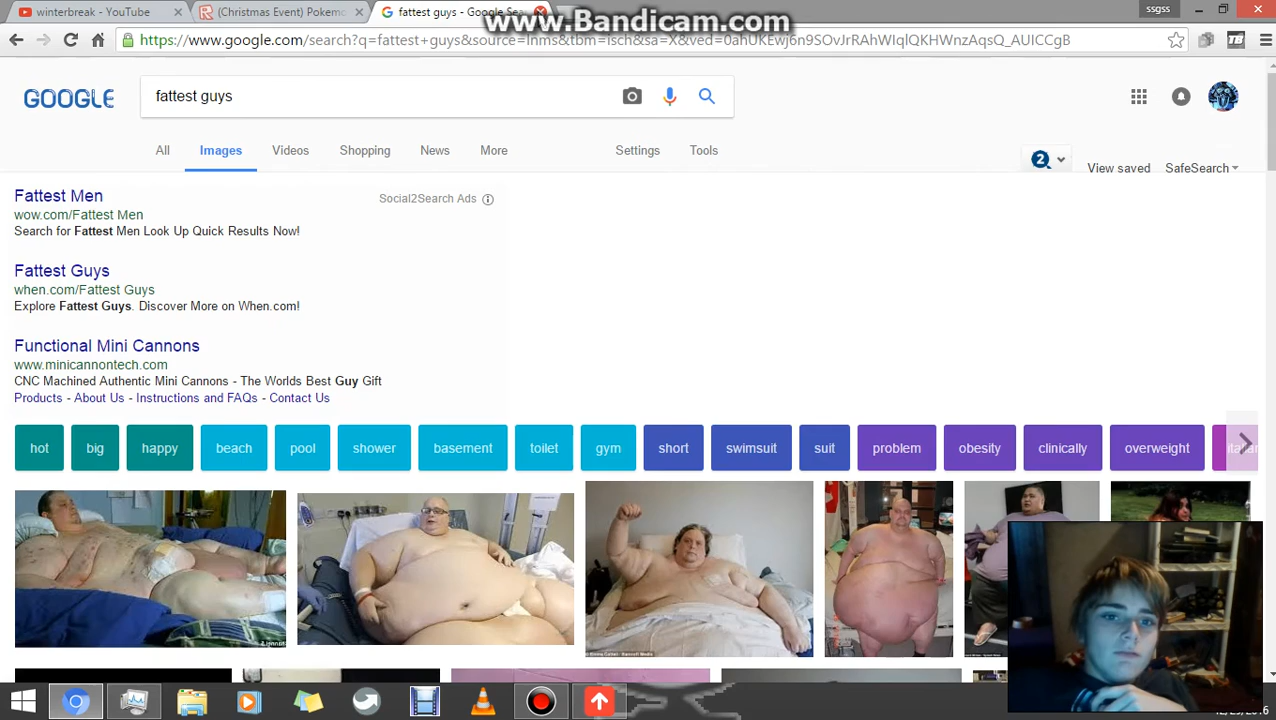 www.Bandicam.com
winterbreak - YouTube
(Christmas Event) Pokemo
fattest guys - Google Se
ssgss
https://www.google.com/search?q=fattest+guys&source=lnms&tbm=isch&sa=X&ved=0ahUKEwj6n9SOvJrRAhWIqlQKHWnzAqsQ_AUICCgB
GOOGLE
fattest guys
All
Images
Videos
Shopping
News
More
Settings
Tools
2
View saved
SafeSearch
Fattest Men
Social2Search Ads
wow.com/Fattest Men
Search for Fattest Men Look Up Quick Results Now!
Fattest Guys
when.com/Fattest Guys
Explore Fattest Guys. Discover More on When.com!
Functional Mini Cannons
www.minicannontech.com
CNC Machined Authentic Mini Cannons - The Worlds Best Guy Gift
Products - About Us - Instructions and FAQs - Contact Us
hot
big
happy
beach
pool
shower
basement
toilet
gym
short
swimsuit
suit
problem
obesity
clinically
overweight